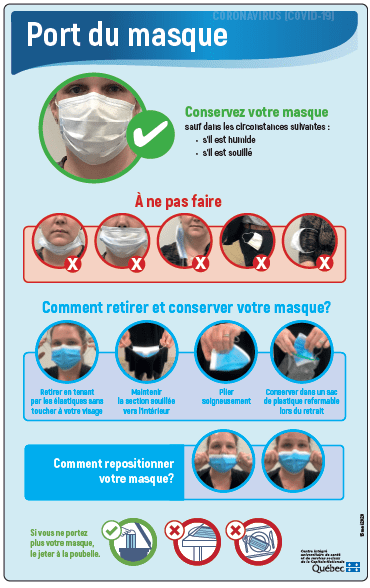 CORONAVIRUS (COVID-19)
Port du masque
Conservez votre masque
sauf dans les circonstances suivantes :
• s'il est humide
• s'il est souillé
À ne pas faire
X X X X X
Comment retirer et conserver votre masque?
Retirer en tenant
par les élastiques sans
toucher à votre visage
Maintenir
la section souillée
vers l'intérieur
Plier
soigneusement
Conserver dans un sac
de plastique refermable
lors du retrait
Comment repositionner
votre masque?
Si vous ne portez
plus votre masque,
le jeter à la poubelle.
Centre intégré
universitaire de santé
et de services sociaux
de la Capitale-Nationale
Québec